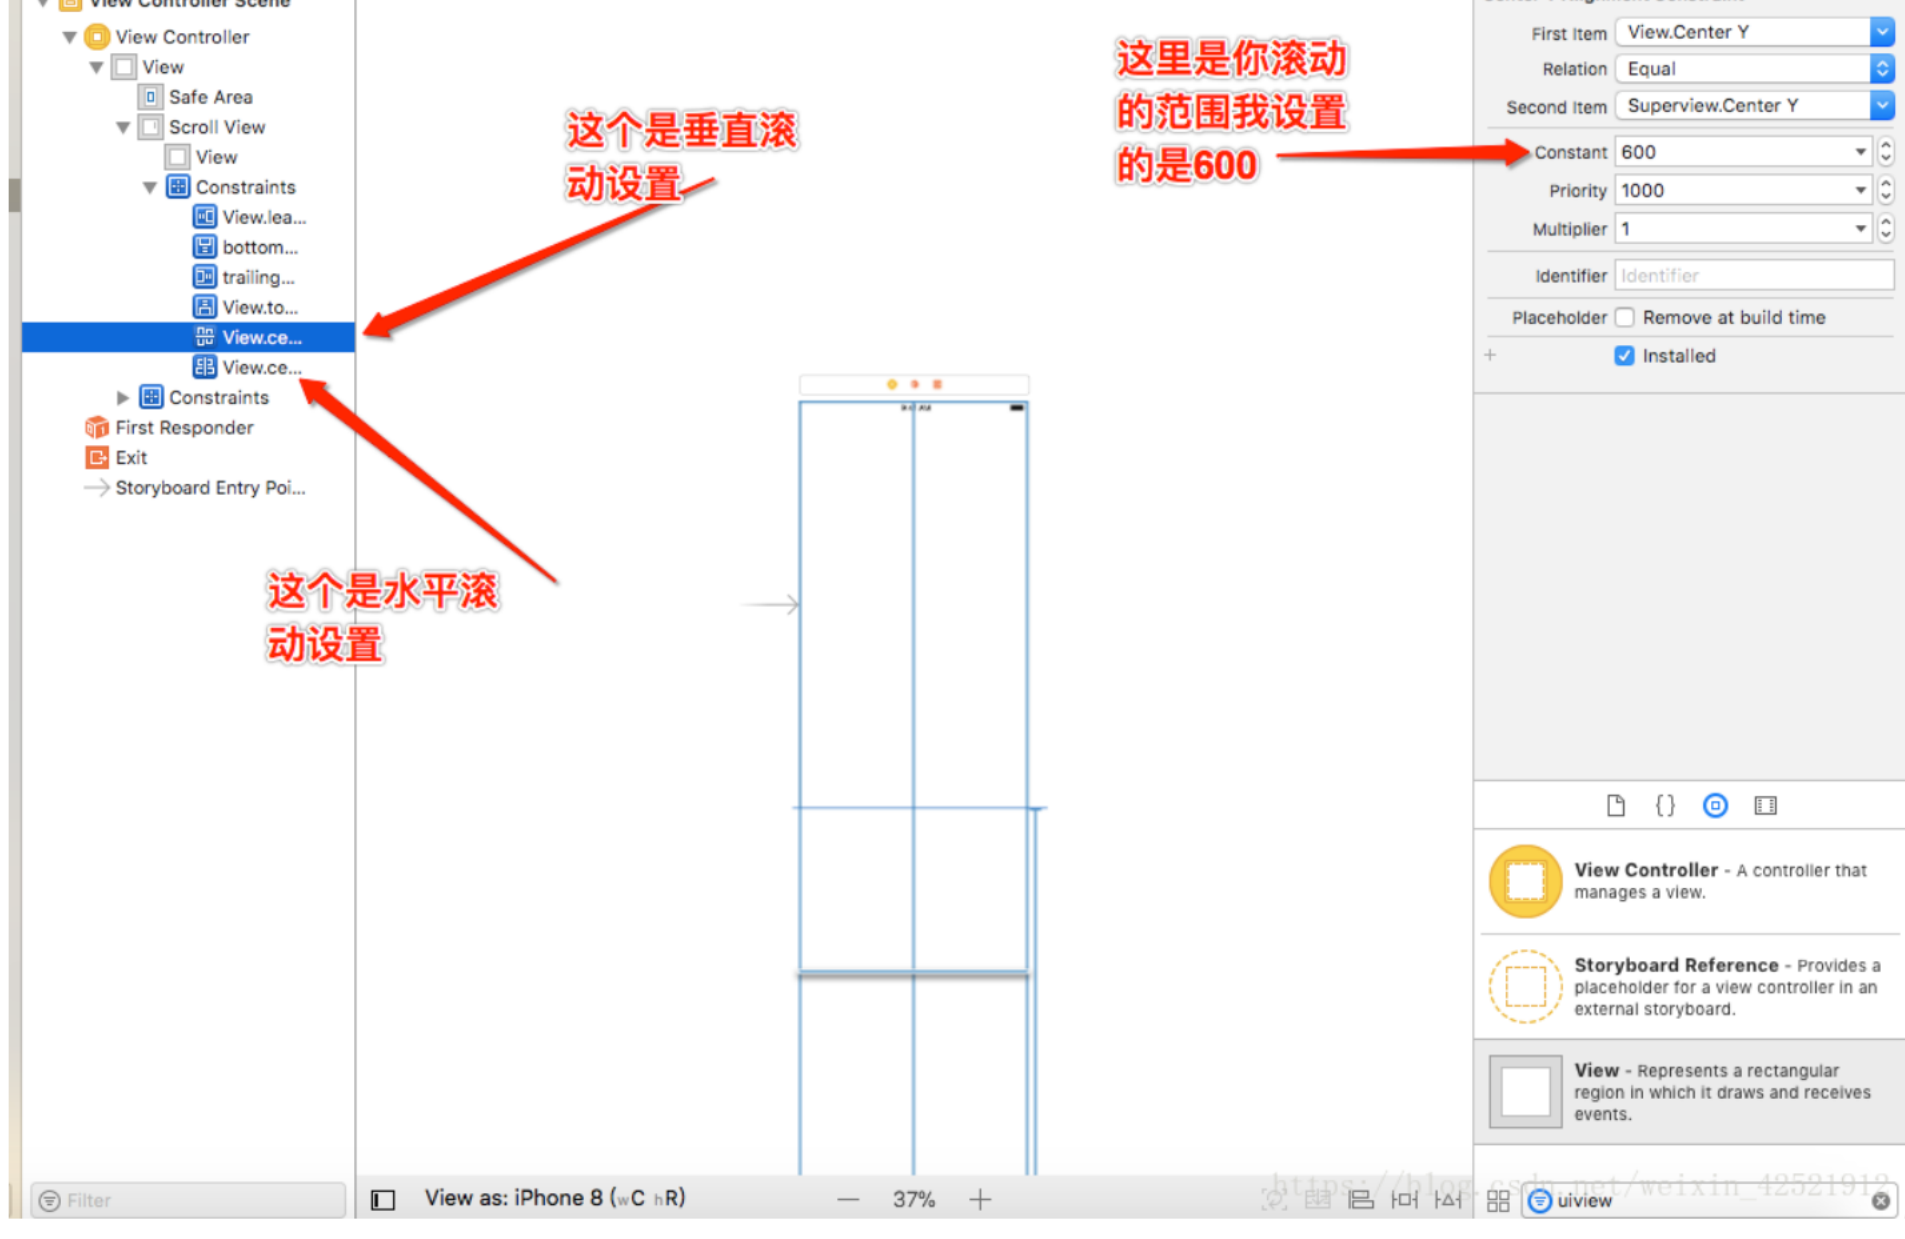 View Controller Scene
View Controller
View
Safe Area
Scroll View
View
Constraints
View.lea...
bottom...
trailing...
View.to...
View.ce...
View.ce...
Constraints
First Responder
Exit
Storyboard Entry Poi...
Filter
这个是垂直滚
动设置
这个是水平滚
动设置
这里是你滚动
的范围我设置
的是600
View as: iPhone 8 (wC hR)
37%
First Item View.Center Y
Relation Equal
Second Item Superview.Center Y
Constant 600
Priority 1000
Multiplier 1
Identifier Identifier
Placeholder Remove at build time
Installed
View Controller - A controller that
manages a view.
Storyboard Reference - Provides a
placeholder for a view controller in an
external storyboard.
View - Represents a rectangular
region in which it draws and receives
events.
https://blog.csdn.net/weixin_42521912
uiview